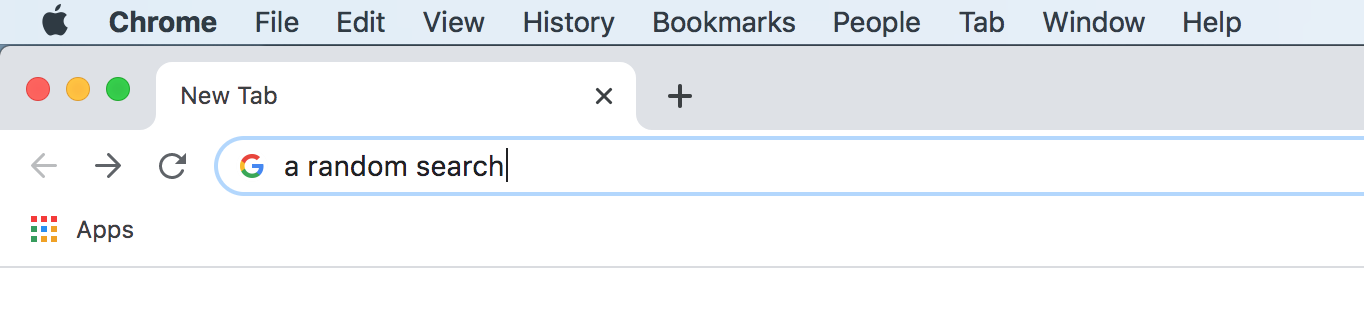 Chrome File Edit View History Bookmarks People Tab Window Help
New Tab
a random search
Apps